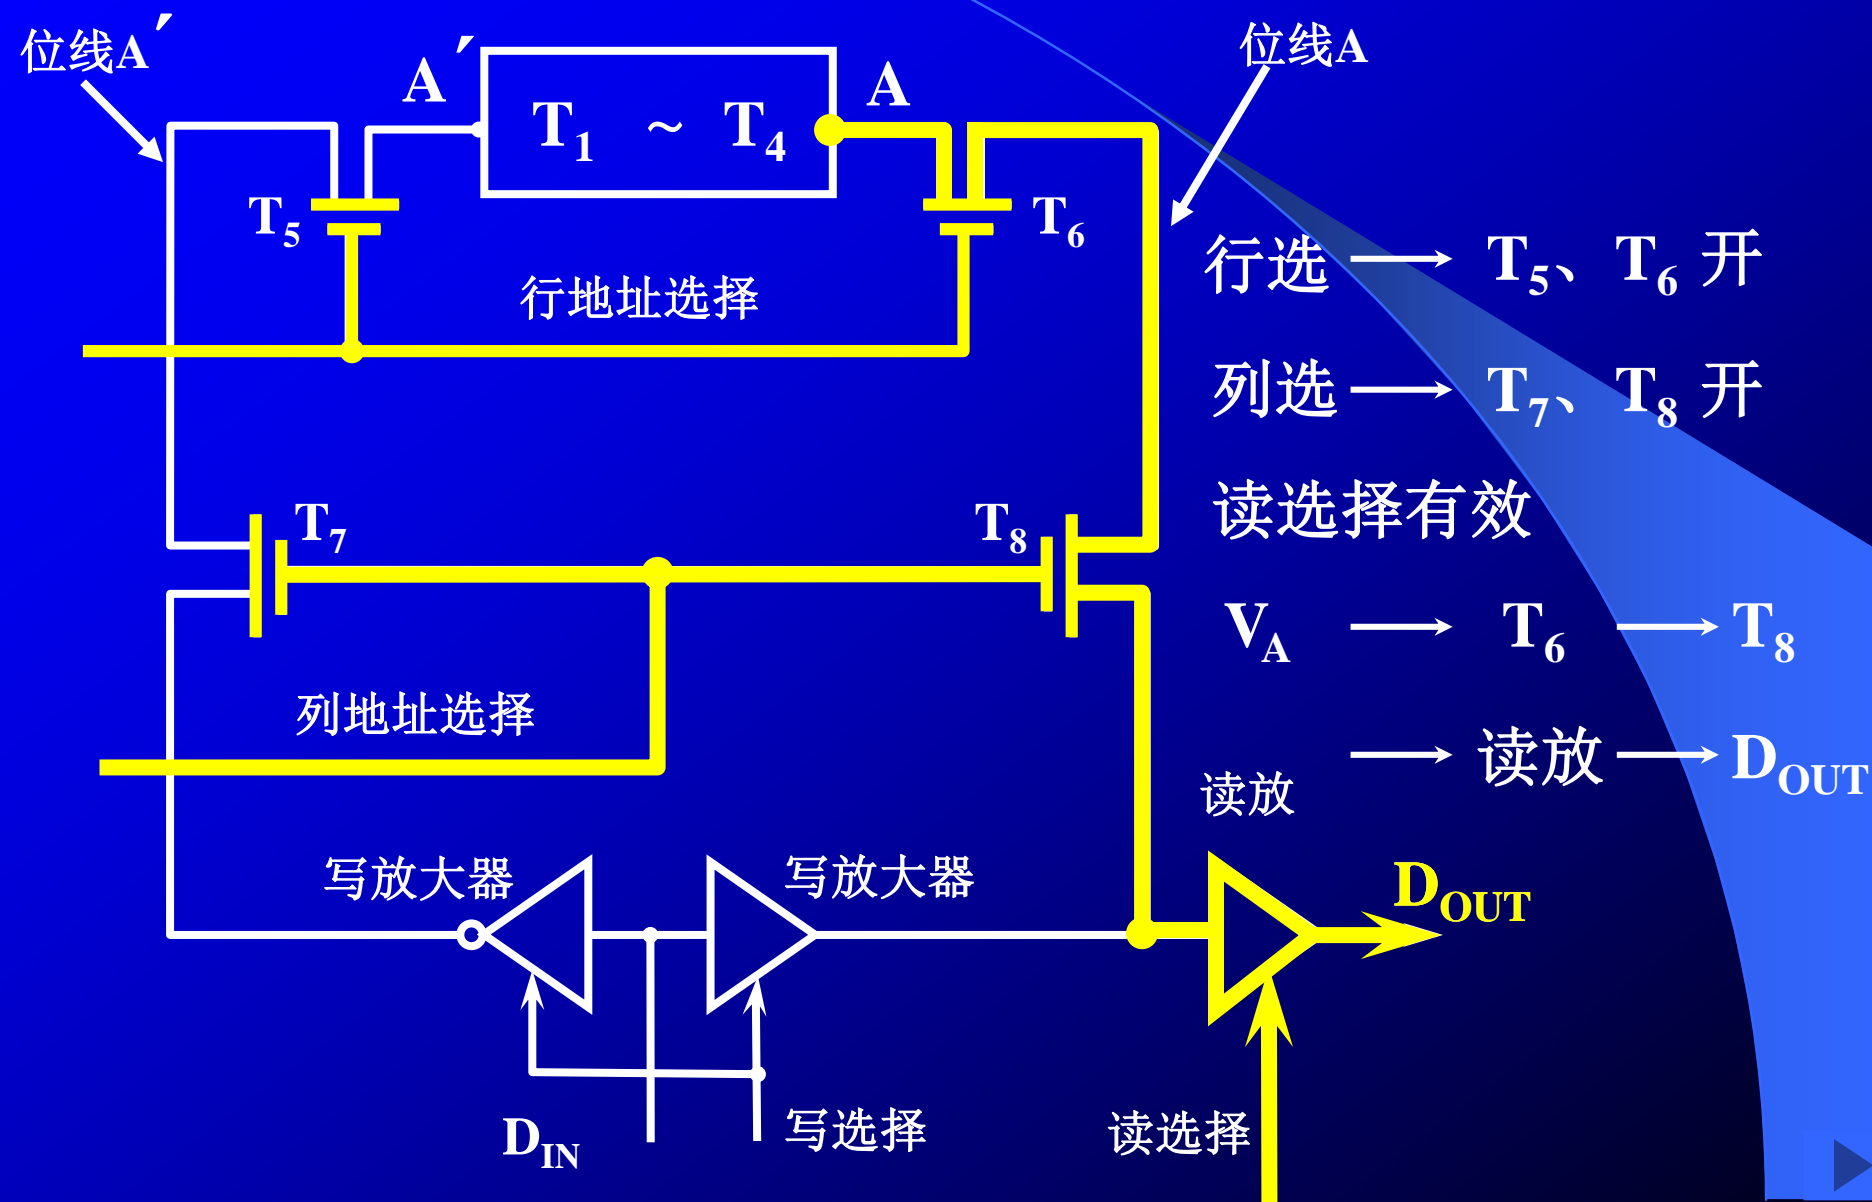 位线A′
A′
T1 ~ T4
A
位线A
T5
T6
行地址选择
行选 → T5、T6 开
列选 → T7、T8 开
T7
T8
读选择有效
VA → T6 → T8
列地址选择
→ 读放 → DOUT
读放
写放大器
写放大器
DOUT
DIN
写选择
读选择